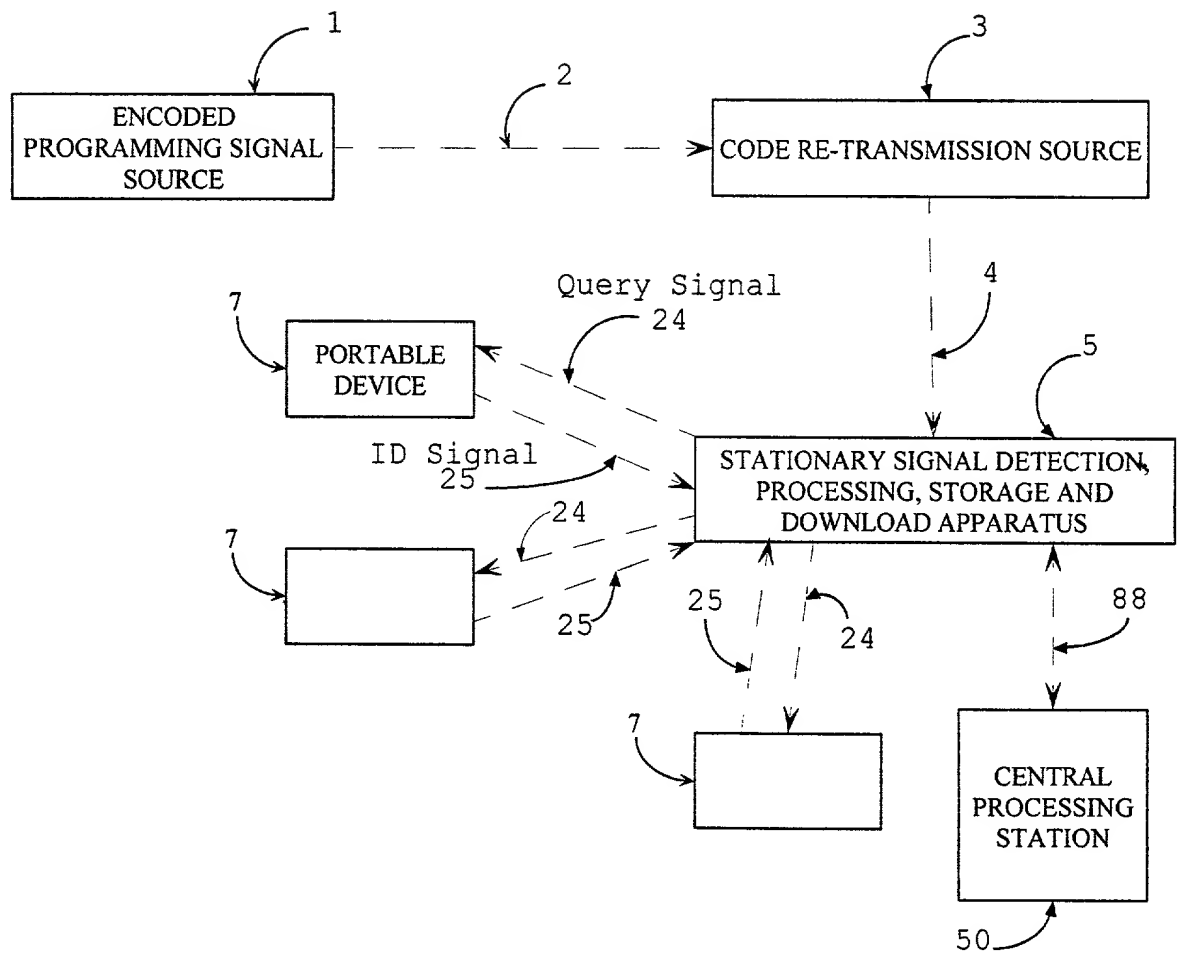 1
3
2
ENCODED
PROGRAMMING SIGNAL
SOURCE
CODE RE-TRANSMISSION SOURCE
Query Signal
24
4
7
PORTABLE
DEVICE
5
ID Signal
25
STATIONARY SIGNAL DETECTION,
PROCESSING, STORAGE AND
DOWNLOAD APPARATUS
24
7
25
25
24
88
7
CENTRAL
PROCESSING
STATION
50